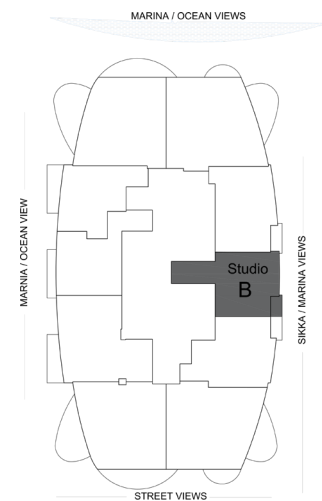 MARINA / OCEAN VIEWS
MARNIA / OCEAN VIEW
Studio
B
SIKKA / MARINA VIEWS
STREET VIEWS